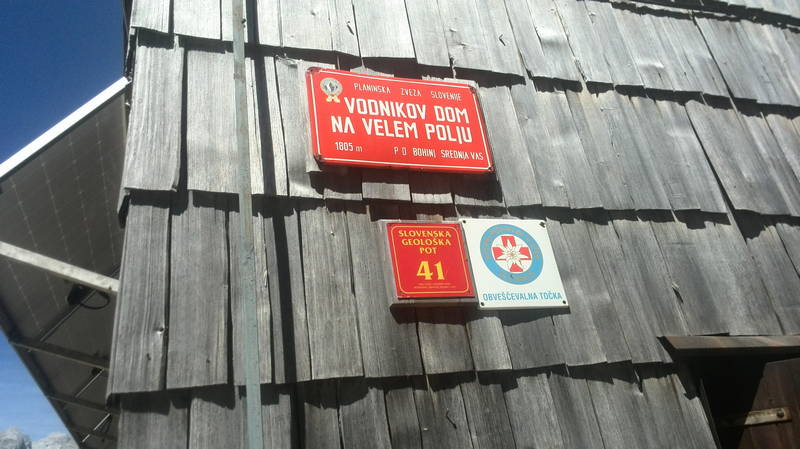 PLANINSKA ZVEZA SLOVENIJE
VODNIKOV DOM
NA VELEM POLJU
1805 m P D BOHINJ SREDNJA VAS
SLOVENSKA
GEOLOŠKA
POT
41
OBVEŠČEVALNA TOČKA